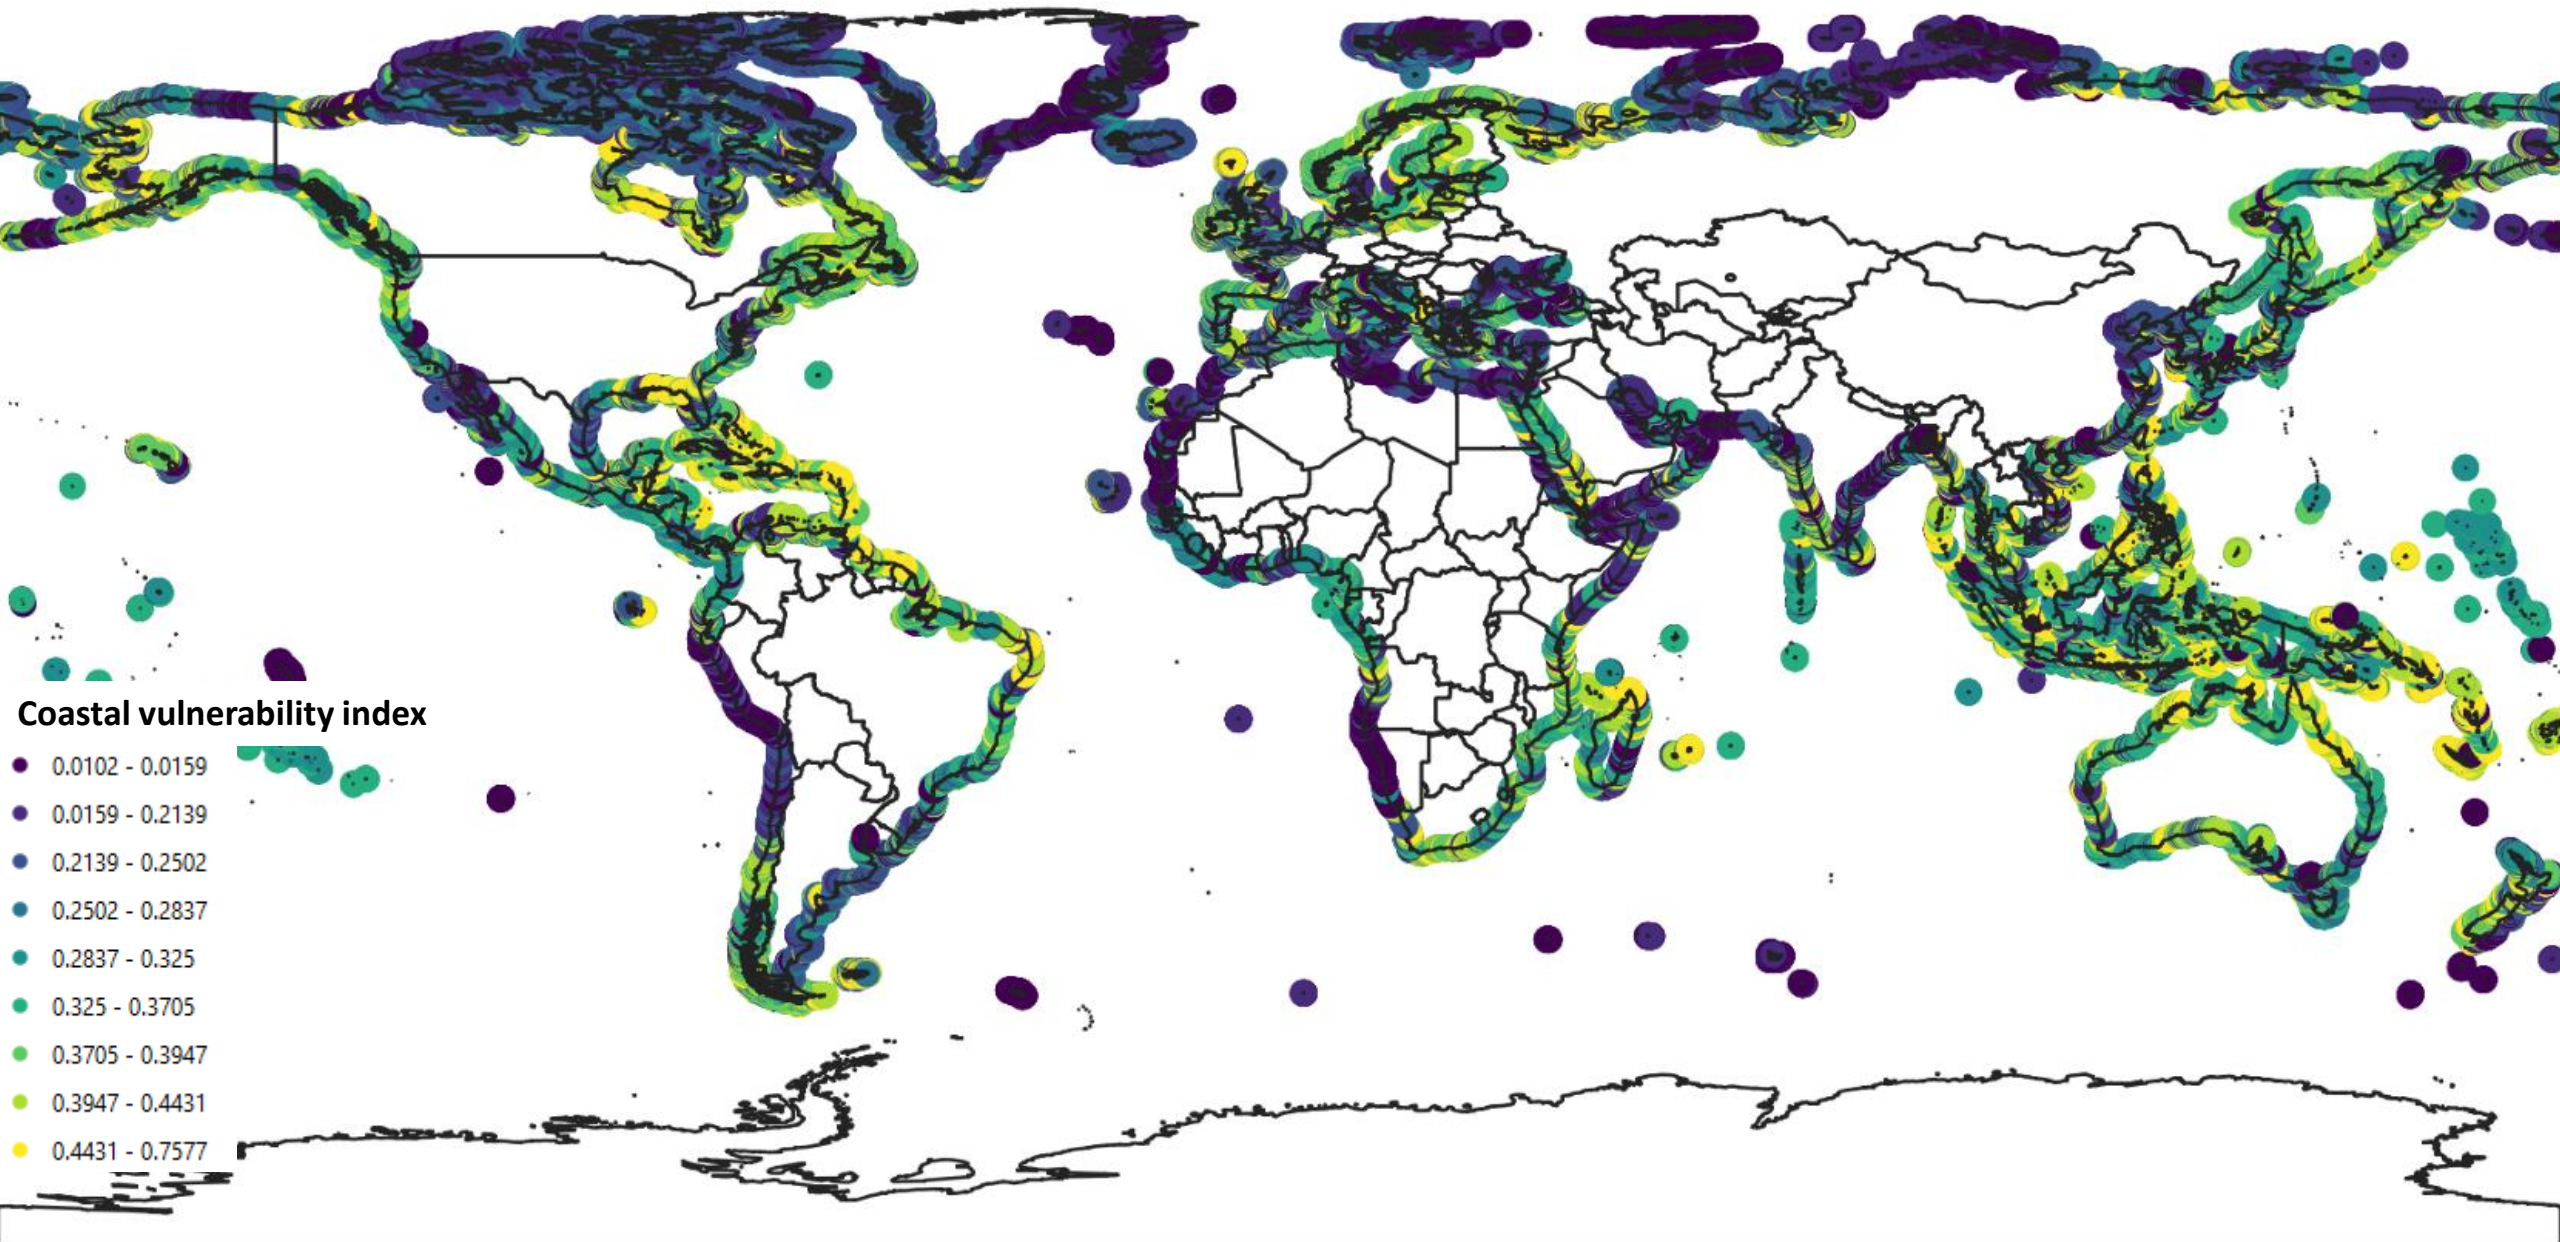 Coastal vulnerability index
0.0102 - 0.0159
0.0159 - 0.2139
0.2139 - 0.2502
0.2502 - 0.2837
0.2837 - 0.325
0.325 - 0.3705
0.3705 - 0.3947
0.3947 - 0.4431
0.4431 - 0.7577